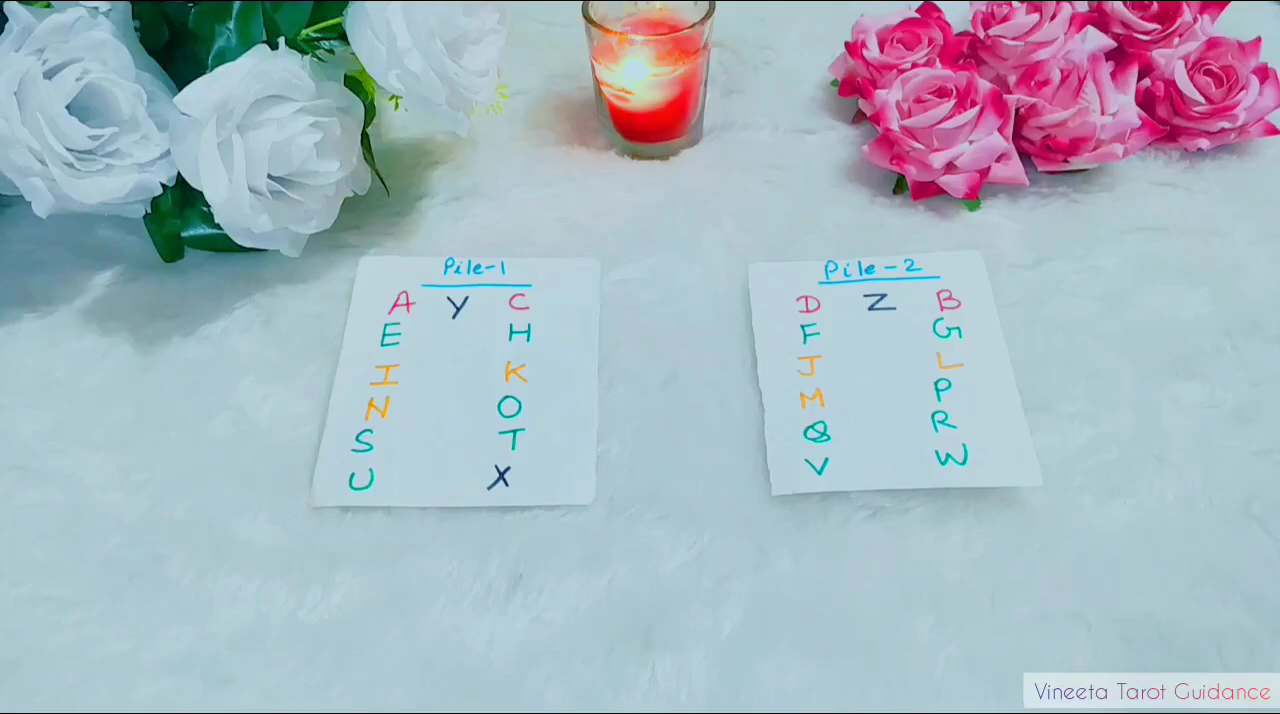 Pile-1
A Y C
E H
I K
N O
S T
U X
Pile-2
D Z B
F G
J L
M P
Q R
V W
Vineeta Tarot Guidance